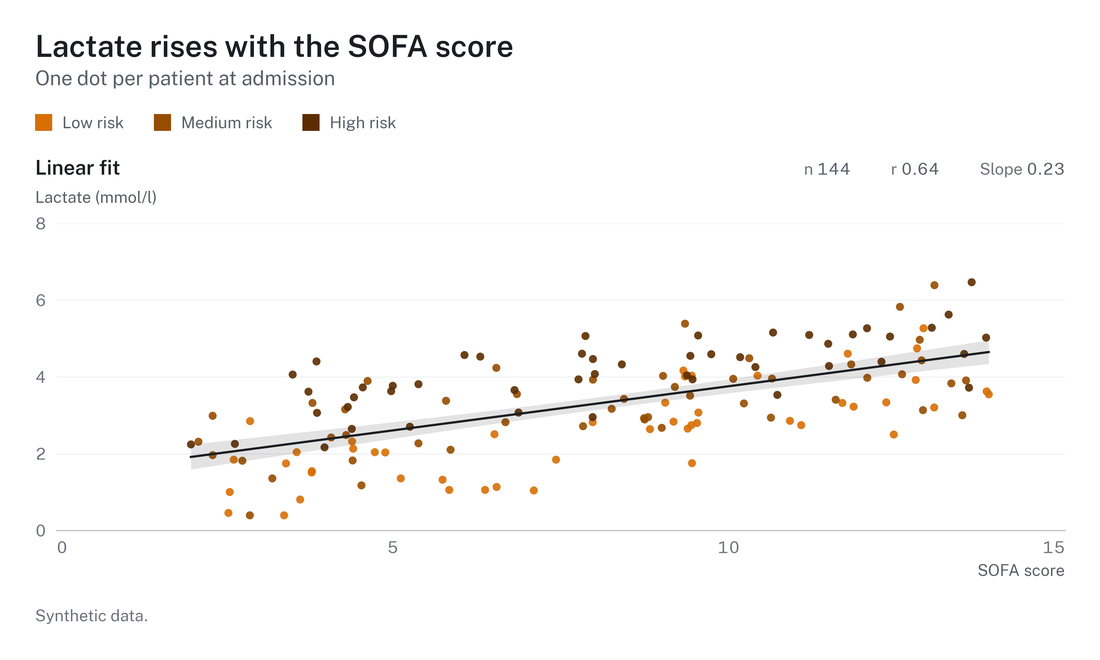 Lactate rises with the SOFA score
One dot per patient at admission
Low risk Medium risk High risk
Linear fit n 144 r 0.64 Slope 0.23
Lactate (mmol/l)
8
6
4
2
0
0 5 10 15
SOFA score
Synthetic data.